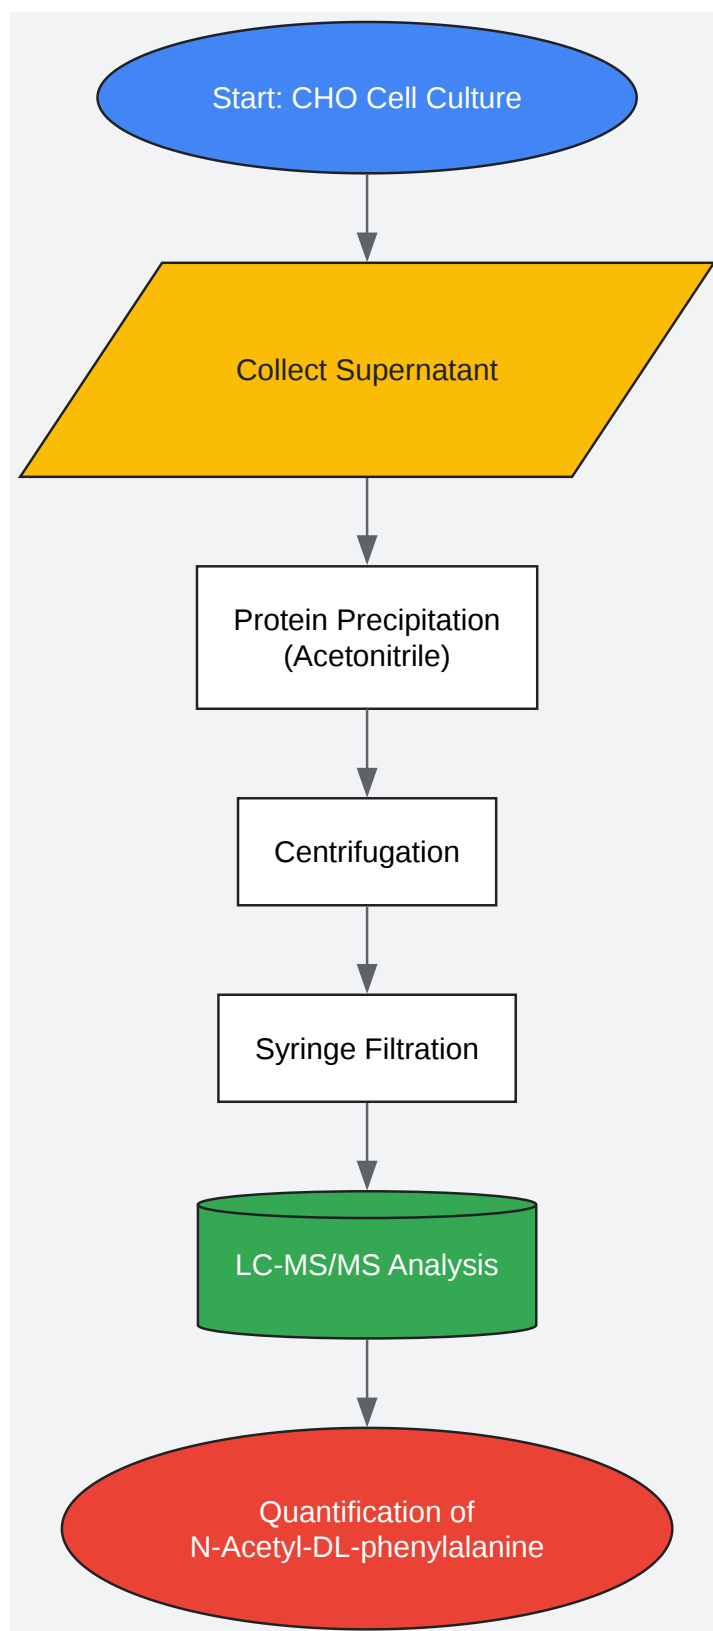 Start: CHO Cell Culture
Collect Supernatant
Protein Precipitation
(Acetonitrile)
Centrifugation
Syringe Filtration
LC-MS/MS Analysis
Quantification of
N-Acetyl-DL-phenylalanine